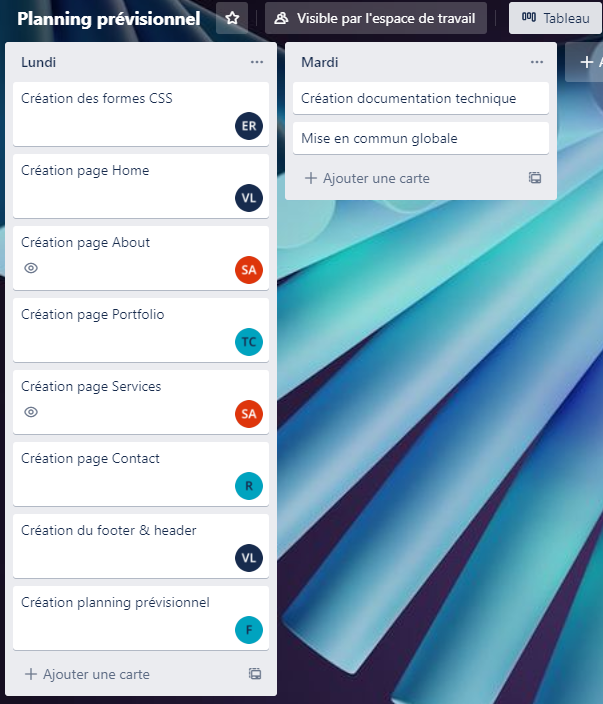 Planning prévisionnel
Visible par l'espace de travail
Tableau
Lundi
Création des formes CSS
ER
Création page Home
VL
Création page About
SA
Création page Portfolio
TC
Création page Services
SA
Création page Contact
R
Création du footer & header
VL
Création planning prévisionnel
F
Ajouter une carte
Mardi
Création documentation technique
Mise en commun globale
Ajouter une carte